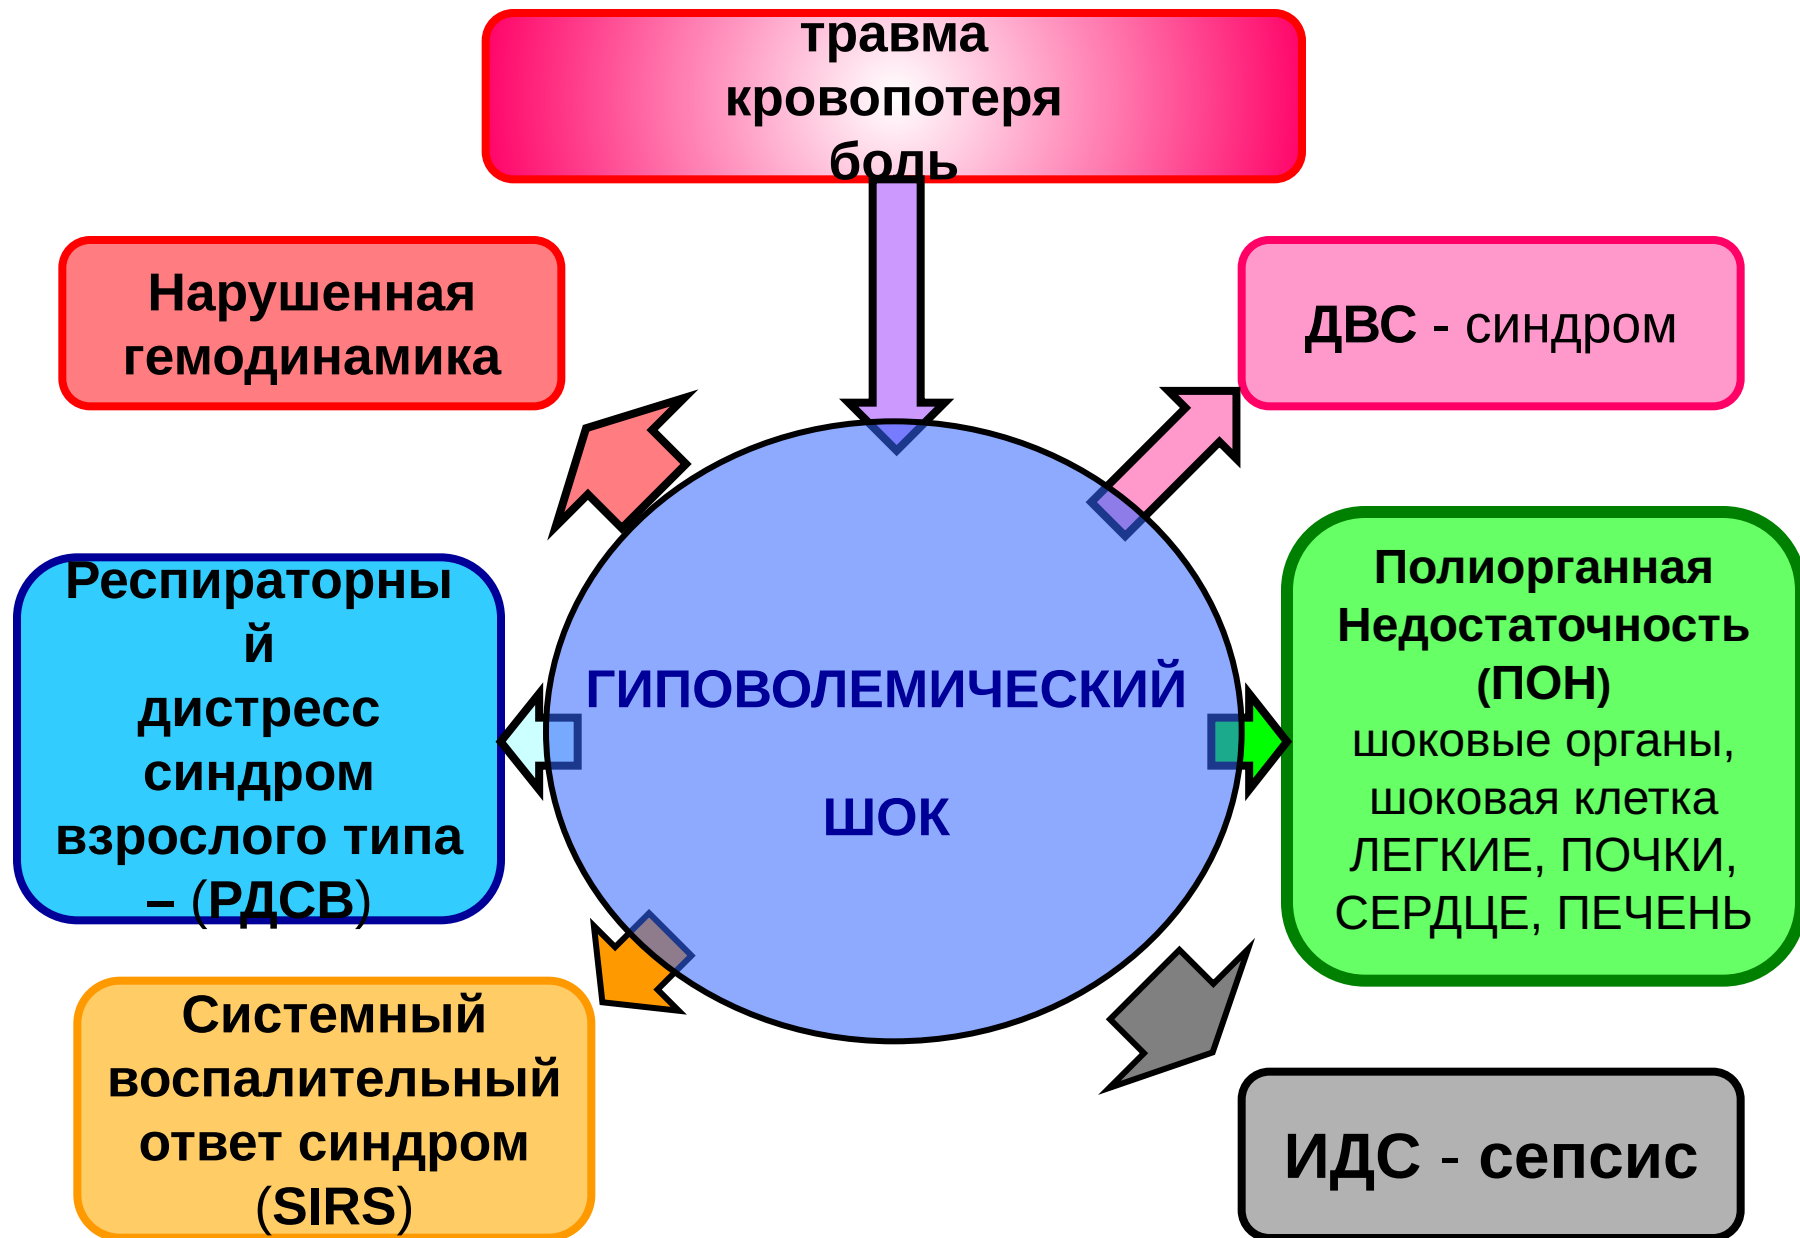 травма
кровопотеря
боль
Нарушенная
гемодинамика
ДВС - синдром
Респираторны
й
дистресс
синдром
взрослого типа
– (РДСВ)
ГИПОВОЛЕМИЧЕСКИЙ
ШОК
Полиорганная
Недостаточность
(ПОН)
шоковые органы,
шоковая клетка
ЛЕГКИЕ, ПОЧКИ,
СЕРДЦЕ, ПЕЧЕНЬ
Системный
воспалительный
ответ синдром
(SIRS)
ИДС - сепсис